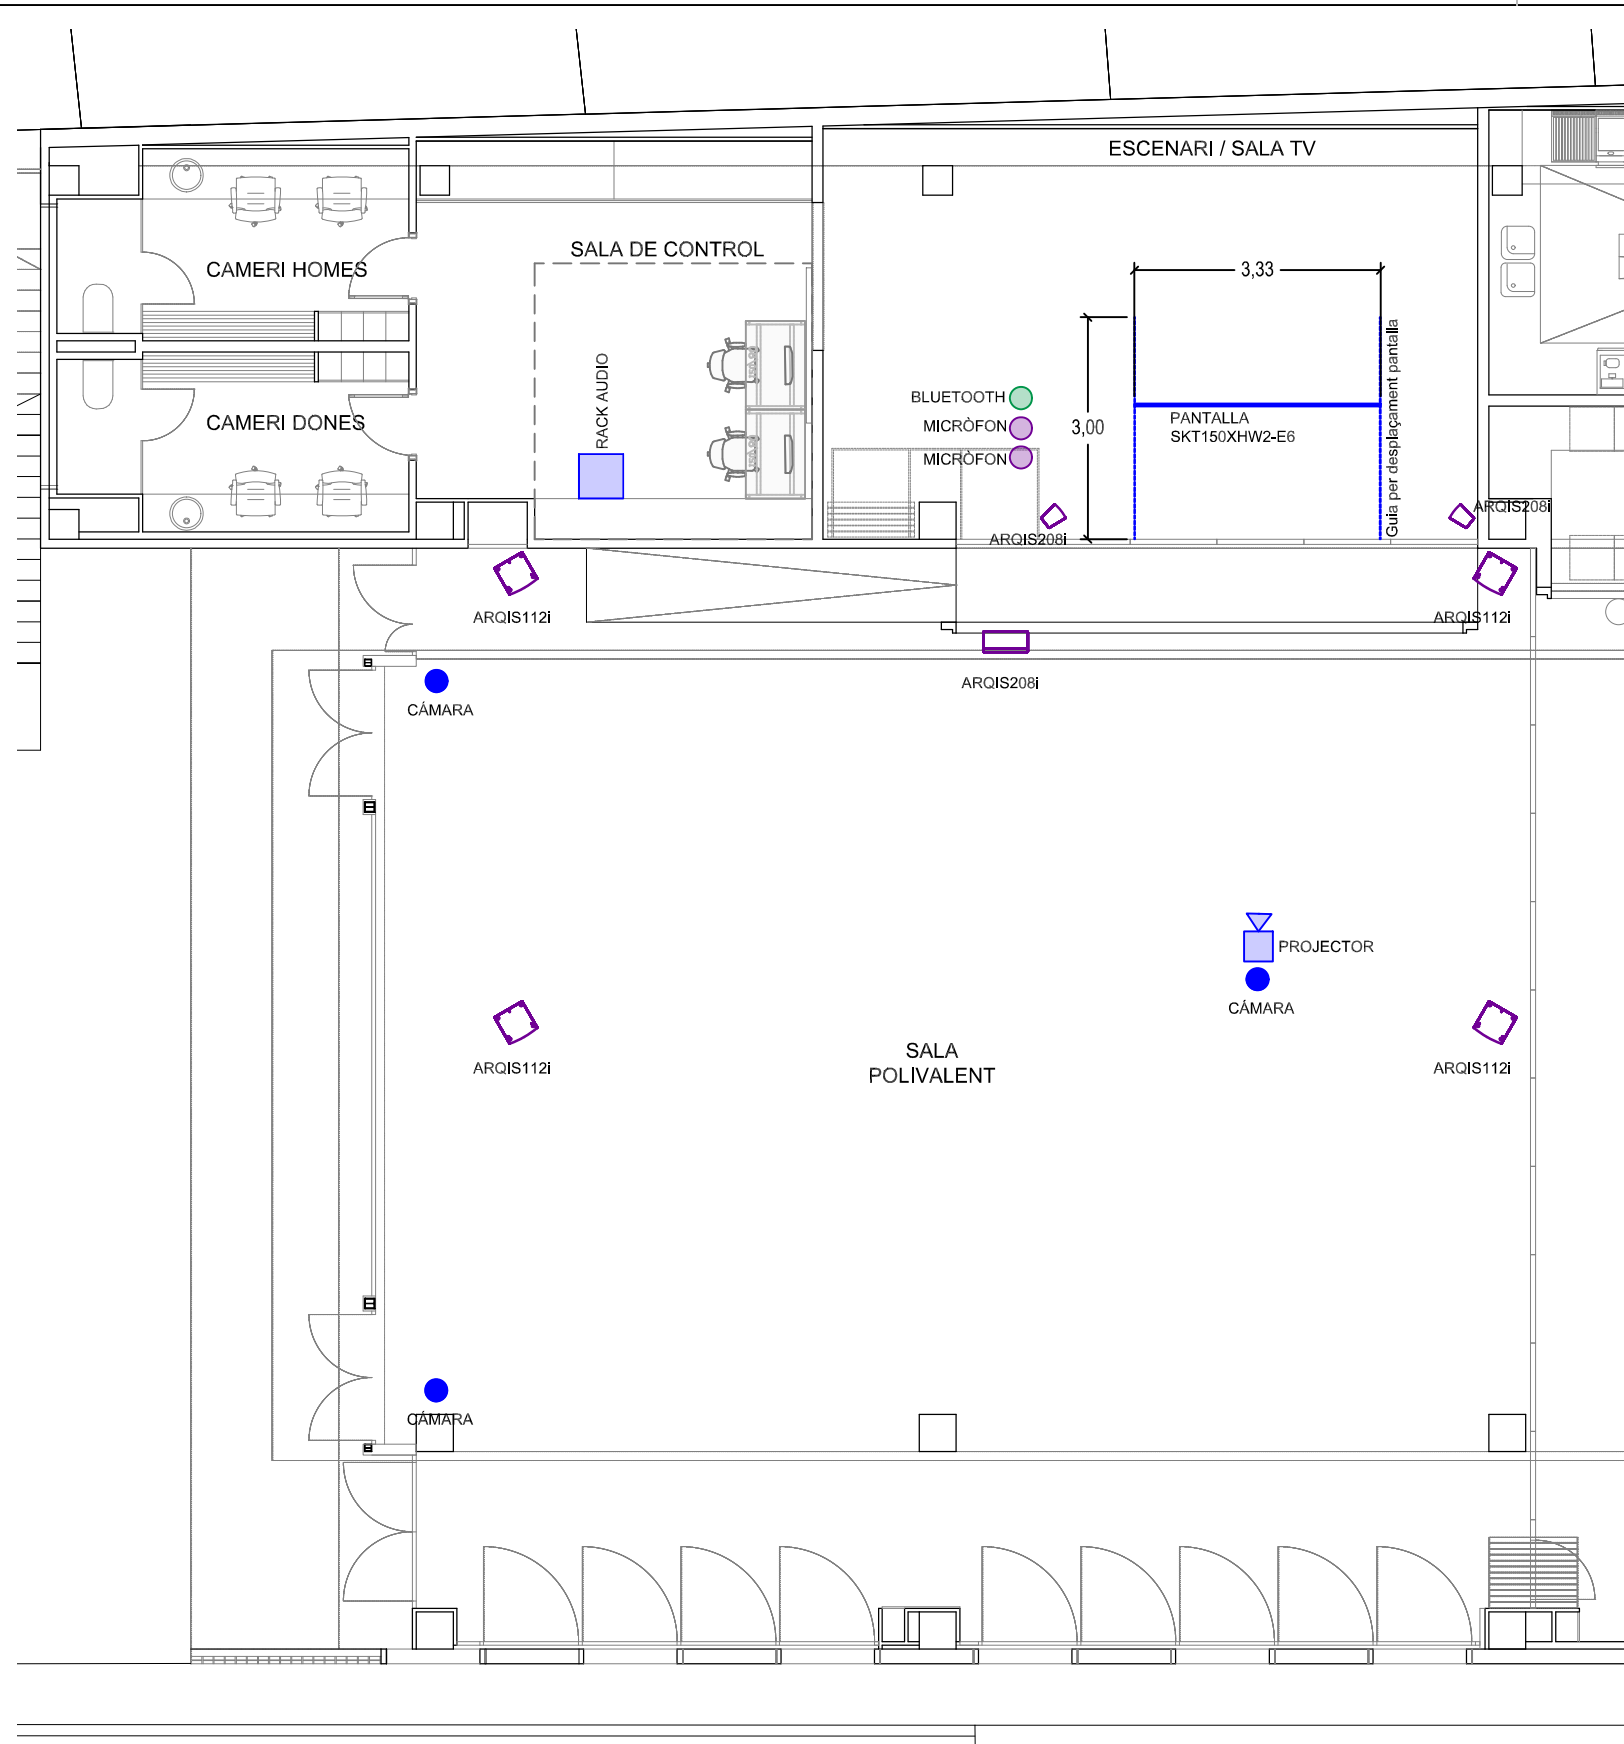 ESCENARI / SALA TV
SALA DE CONTROL
CAMERI HOMES
3,33
Guia per desplaçament pantalla
RACK AUDIO
BLUETOOTH
MICRÒFON
MICRÒFON
3,00
PANTALLA
SKT150XHW2-E6
CAMERI DONES
ARQIS208i
ARQIS208i
ARQIS112i
ARQIS112i
ARQIS208i
CÁMARA
PROJECTOR
CÁMARA
SALA
POLIVALENT
ARQIS112i
ARQIS112i
CÁMARA